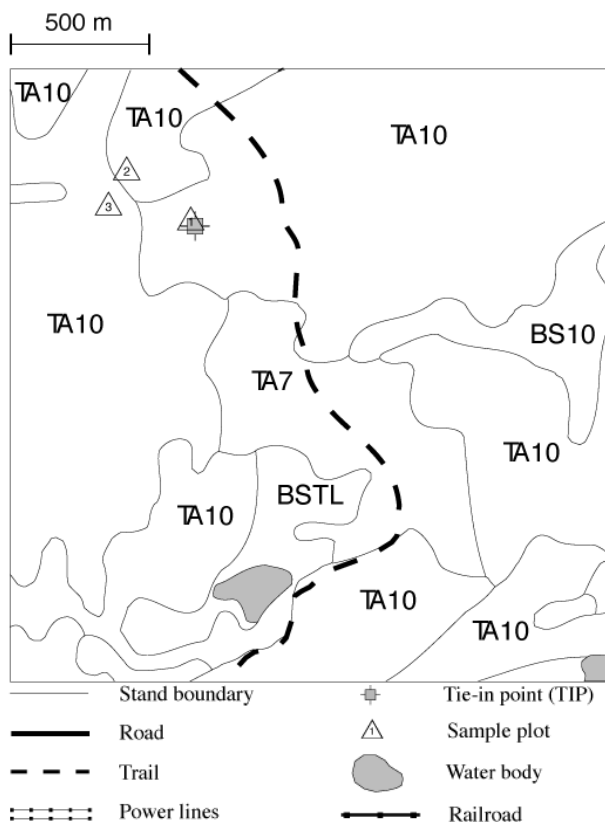 500 m
TA10
TA10
TA10
2
3
1
TA10
BS10
TA7
TA10
BSTL
TA10
TA10
TA10
Stand boundary
Tie-in point (TIP)
Road
1
Sample plot
Trail
Water body
Power lines
Railroad